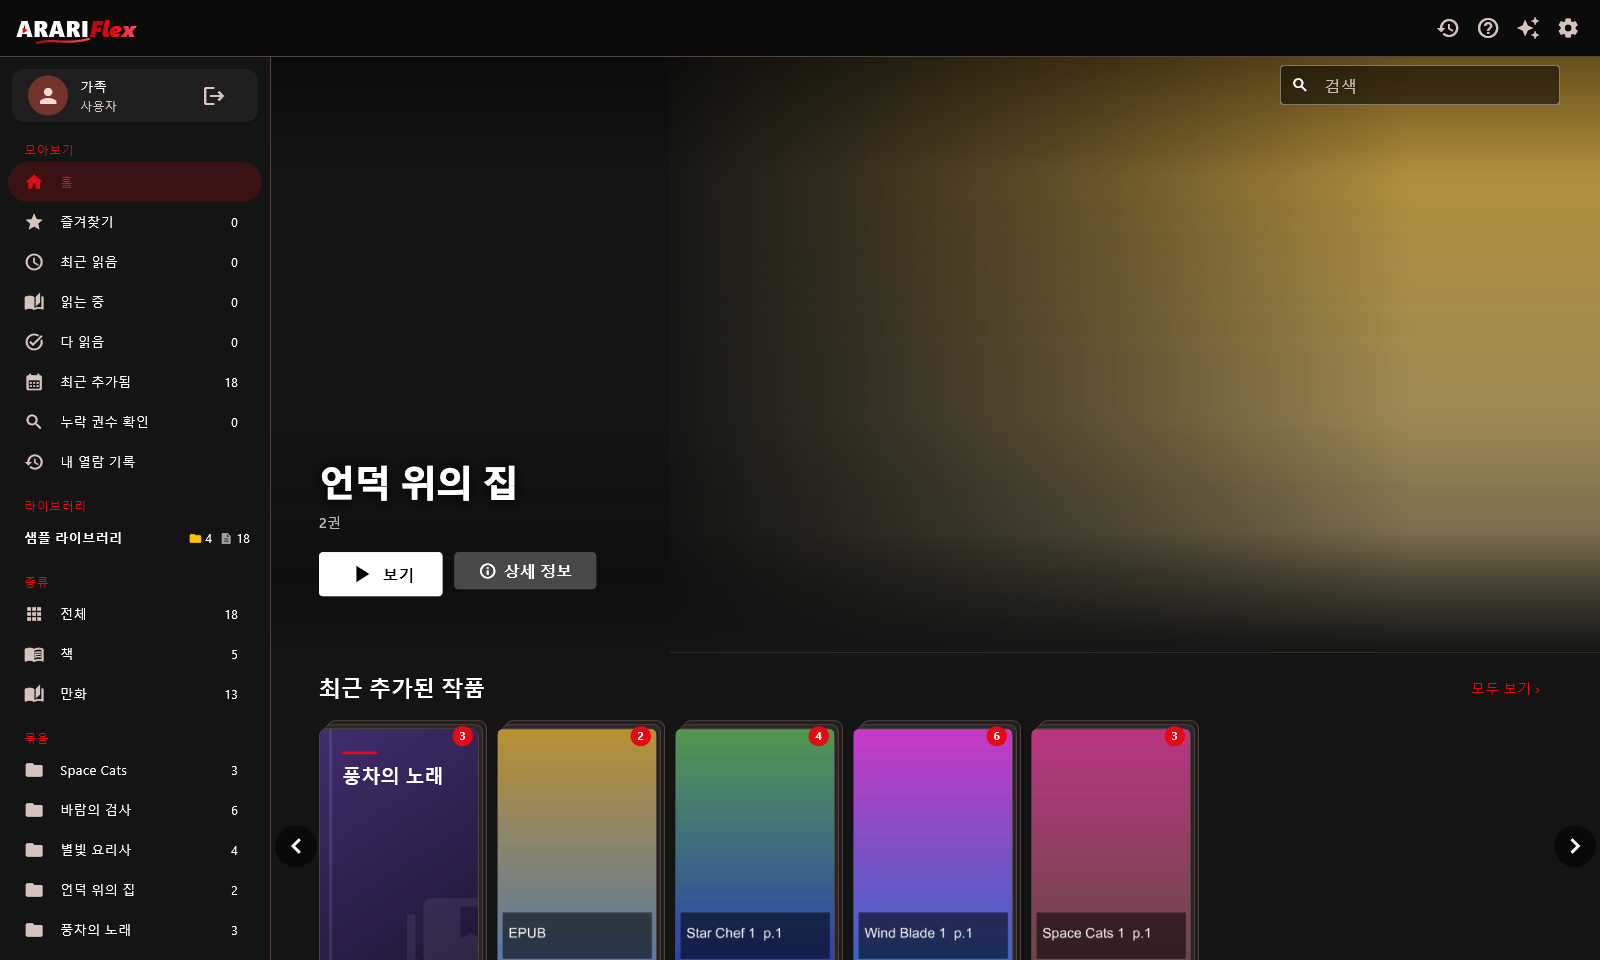 ARARIFlex
가족
사용자
검색
모아보기
홈
즐겨찾기 0
최근 읽음 0
읽는 중 0
다 읽음 0
최근 추가됨 18
누락 권수 확인 0
내 열람 기록
라이브러리
샘플 라이브러리 4 18
종류
전체 18
책 5
만화 13
묶음
Space Cats 3
바람의 검사 6
별빛 요리사 4
언덕 위의 집 2
풍차의 노래 3
언덕 위의 집
2권
보기
상세 정보
최근 추가된 작품
모두 보기 ›
3
풍차의 노래
2
EPUB
4
Star Chef 1 p.1
6
Wind Blade 1 p.1
3
Space Cats 1 p.1